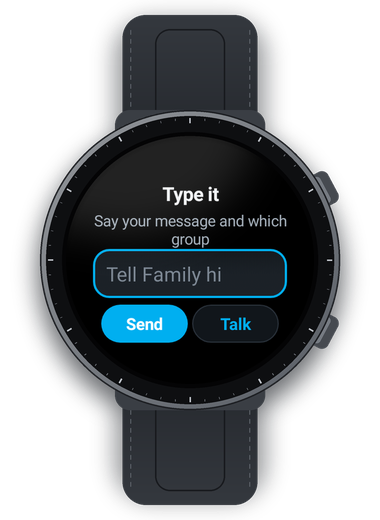 Type it
Say your message and which
group
Tell Family hi
Send
Talk